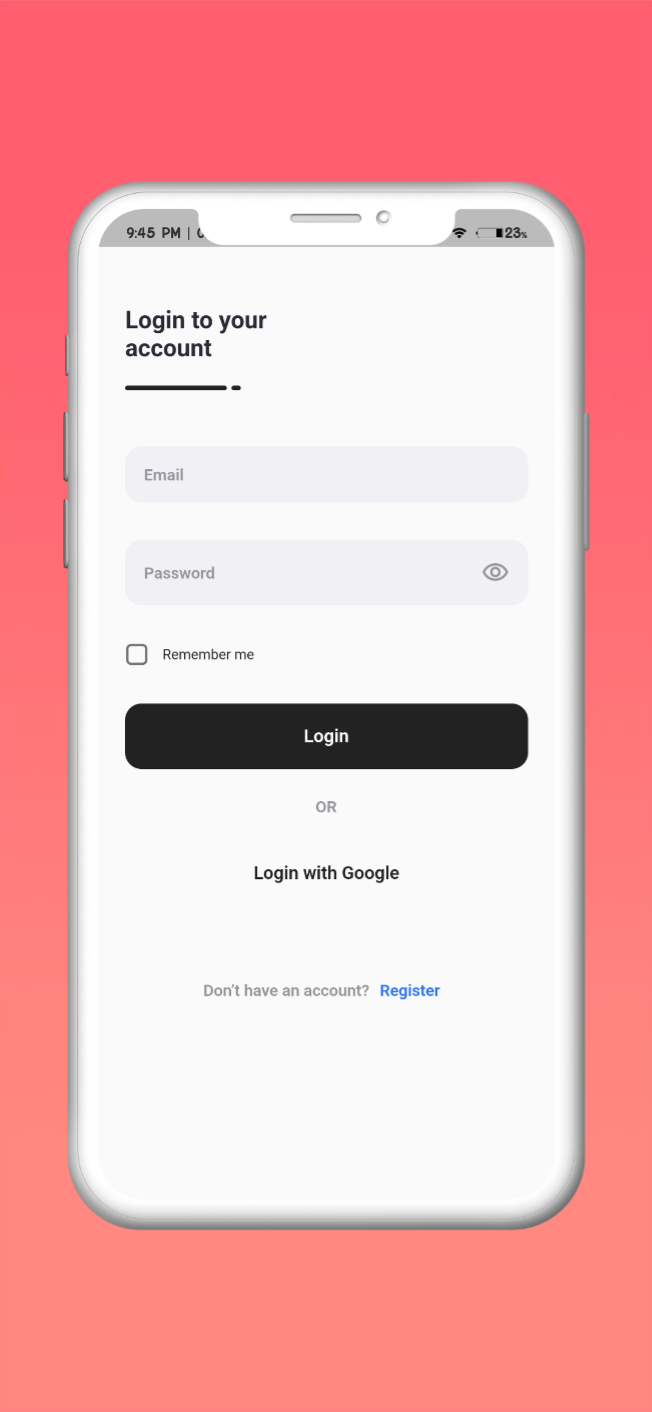 9:45 PM |
23%
Login to your
account
Email
Password
Remember me
Login
OR
Login with Google
Don't have an account? Register